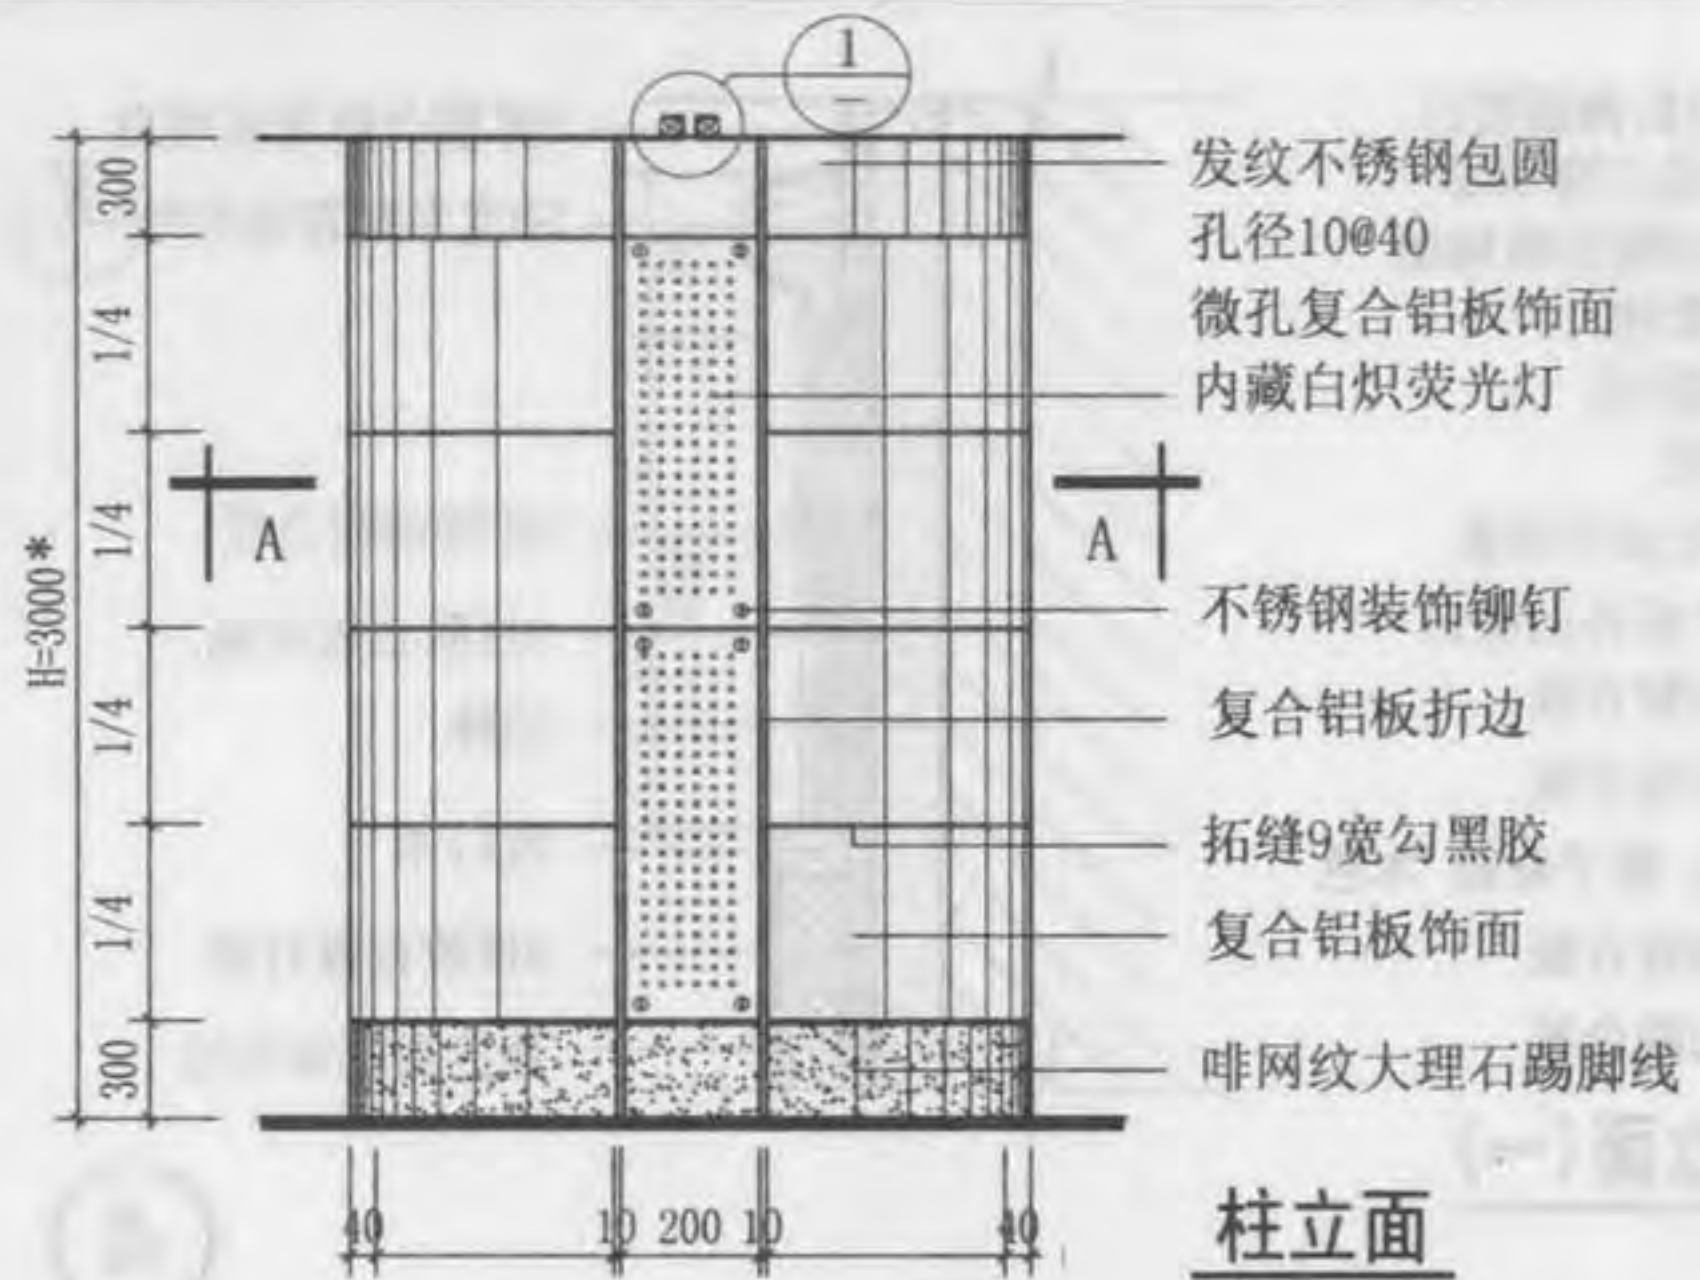 1
—
发纹不锈钢包圆
孔径10@40
微孔复合铝板饰面
内藏白炽荧光灯
300
1/4
1/4
1/4
1/4
300
H=3000*
A
A
不锈钢装饰铆钉
复合铝板折边
拓缝9宽勾黑胶
复合铝板饰面
啡网纹大理石踢脚线
40
10
200
10
40
柱立面